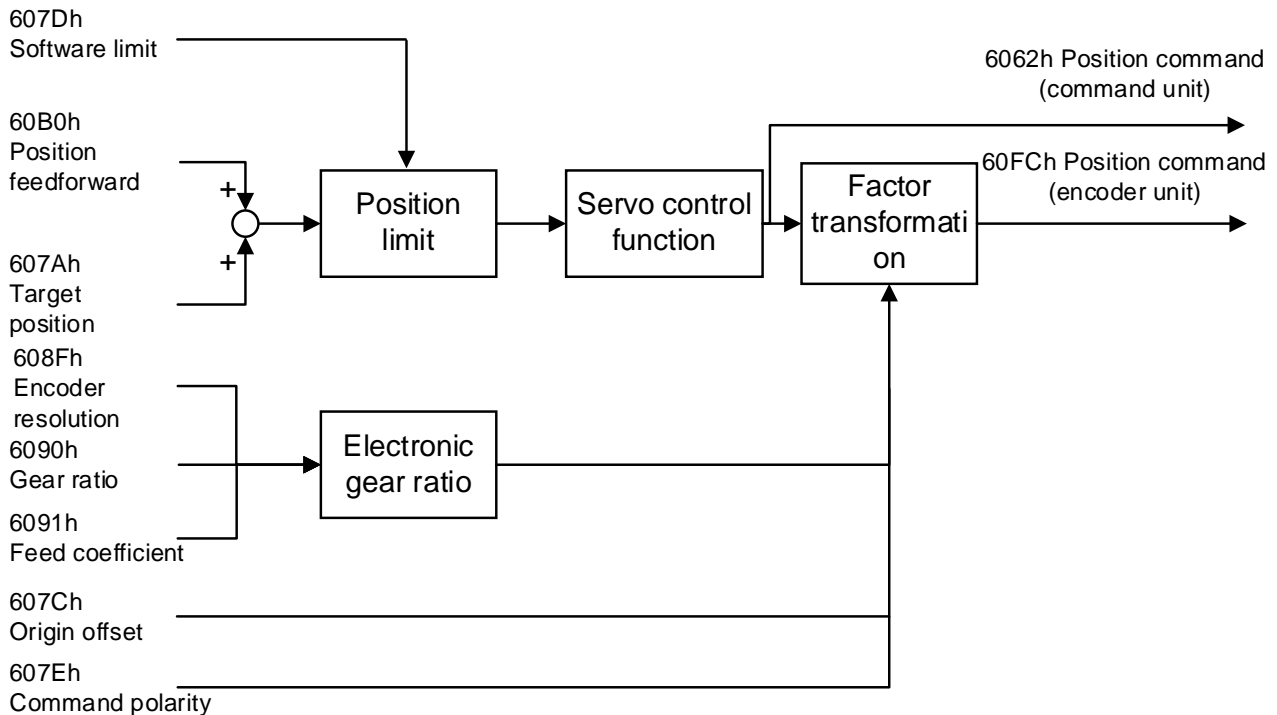 607Dh
Software limit
60B0h
Position
feedforward
+
+
607Ah
Target
position
608Fh
Encoder
resolution
6090h
Gear ratio
6091h
Feed coefficient
607Ch
Origin offset
607Eh
Command polarity
Position
limit
Servo control
function
Factor
transformati
on
Electronic
gear ratio
6062h Position command
(command unit)
60FCh Position command
(encoder unit)